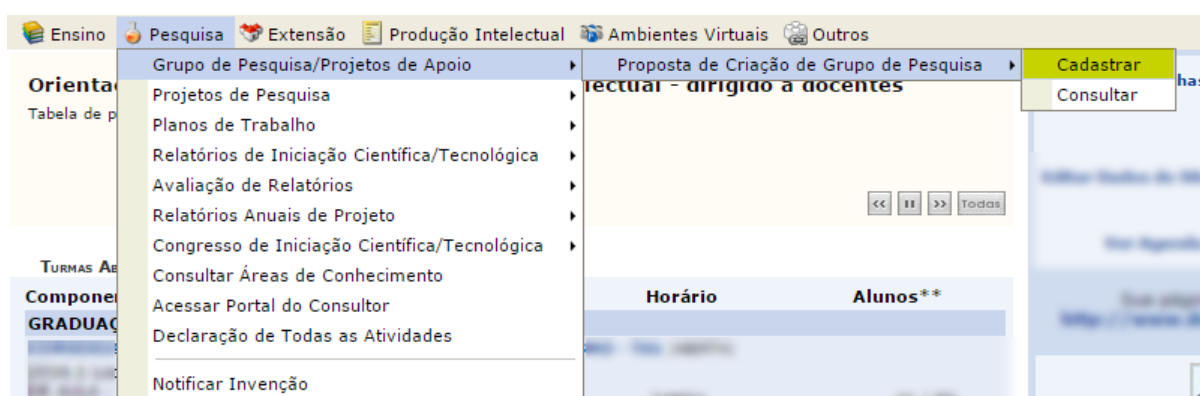 Ensino Pesquisa Extensão Produção Intelectual Ambientes Virtuais Outros
Grupo de Pesquisa/Projetos de Apoio
Proposta de Criação de Grupo de Pesquisa
Cadastrar
Consultar
Projetos de Pesquisa
Planos de Trabalho
Relatórios de Iniciação Científica/Tecnológica
Avaliação de Relatórios
Relatórios Anuais de Projeto
Congresso de Iniciação Científica/Tecnológica
Consultar Áreas de Conhecimento
Acessar Portal do Consultor
Declaração de Todas as Atividades
Notificar Invenção
Orienta lectual - dirigido a docentes
Tabela de p
<< II >> Todas
Turmas Ab
Compone Horário Alunos**
GRADUAÇ